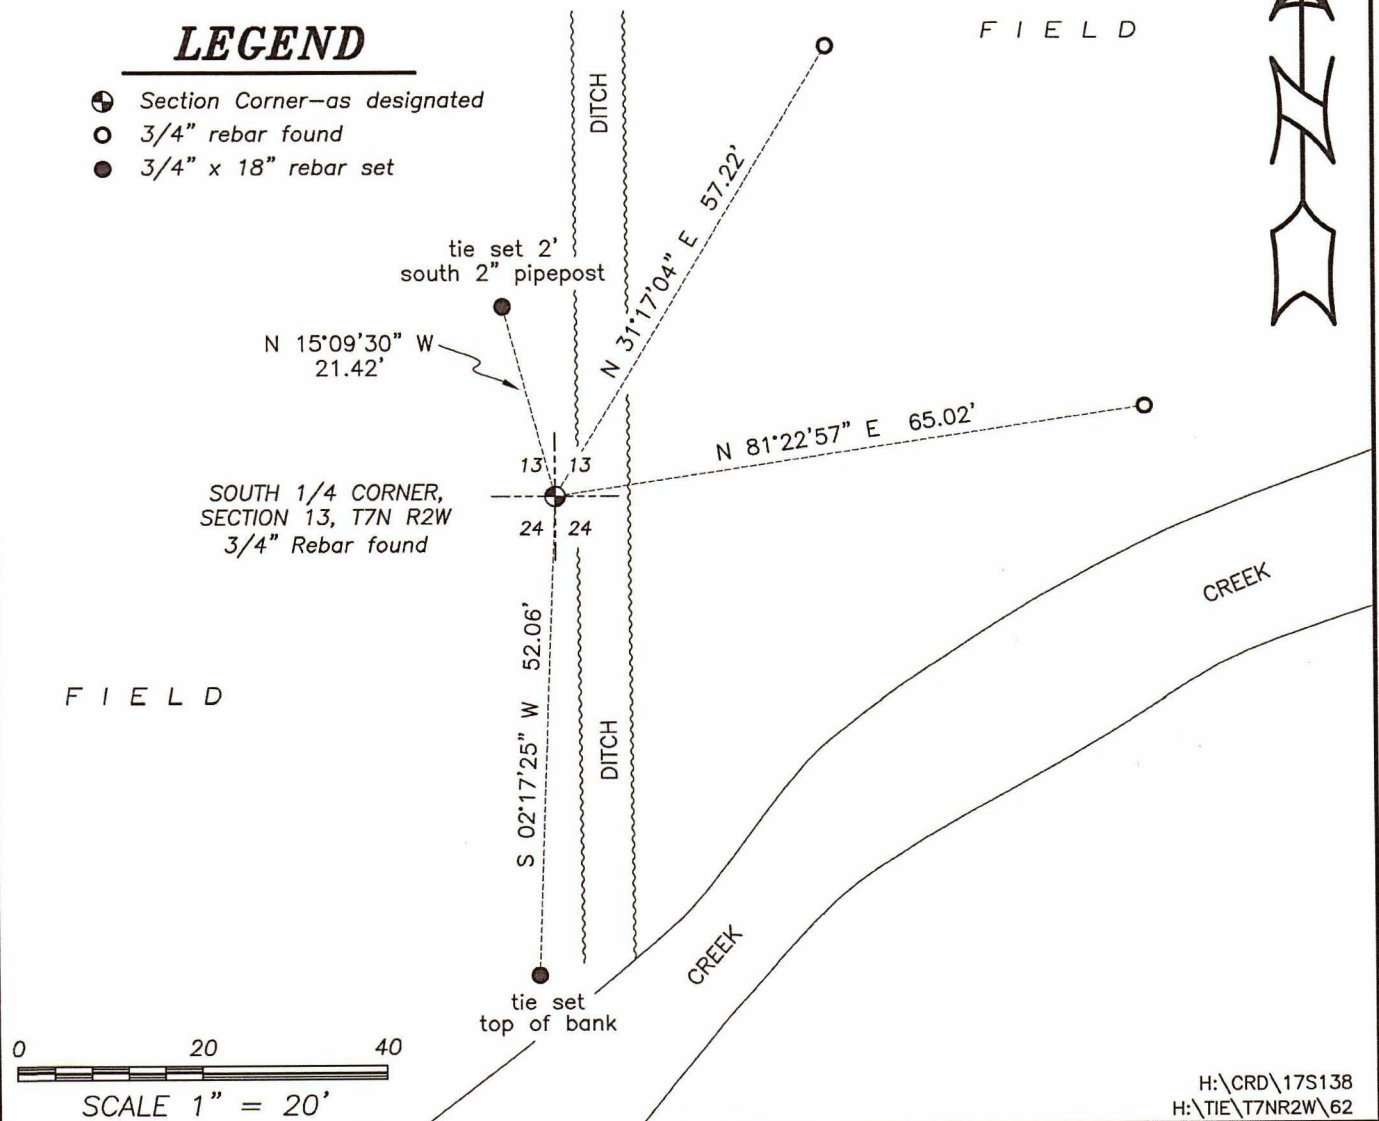 LEGEND
Section Corner-as designated
3/4" rebar found
3/4" x 18" rebar set
DITCH
FIELD
N
57.22'
N 31°17'04" E
tie set 2'
south 2" pipepost
N 15°09'30" W
21.42'
N 81°22'57" E 65.02'
13 13
24 24
SOUTH 1/4 CORNER,
SECTION 13, T7N R2W
3/4" Rebar found
S 02°17'25" W 52.06'
FIELD
DITCH
CREEK
CREEK
tie set
top of bank
0 20 40
SCALE 1" = 20'
H:\CRD\17S138
H:\TIE\T7NR2W\62